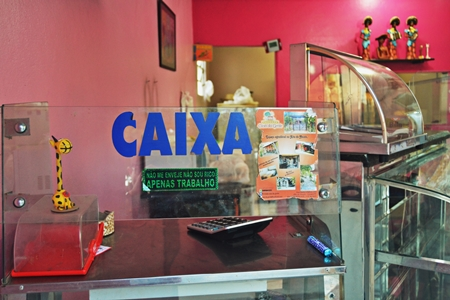 CAIXA
NÃO ME INVEJE NÃO SOU RICO
APENAS TRABALHO